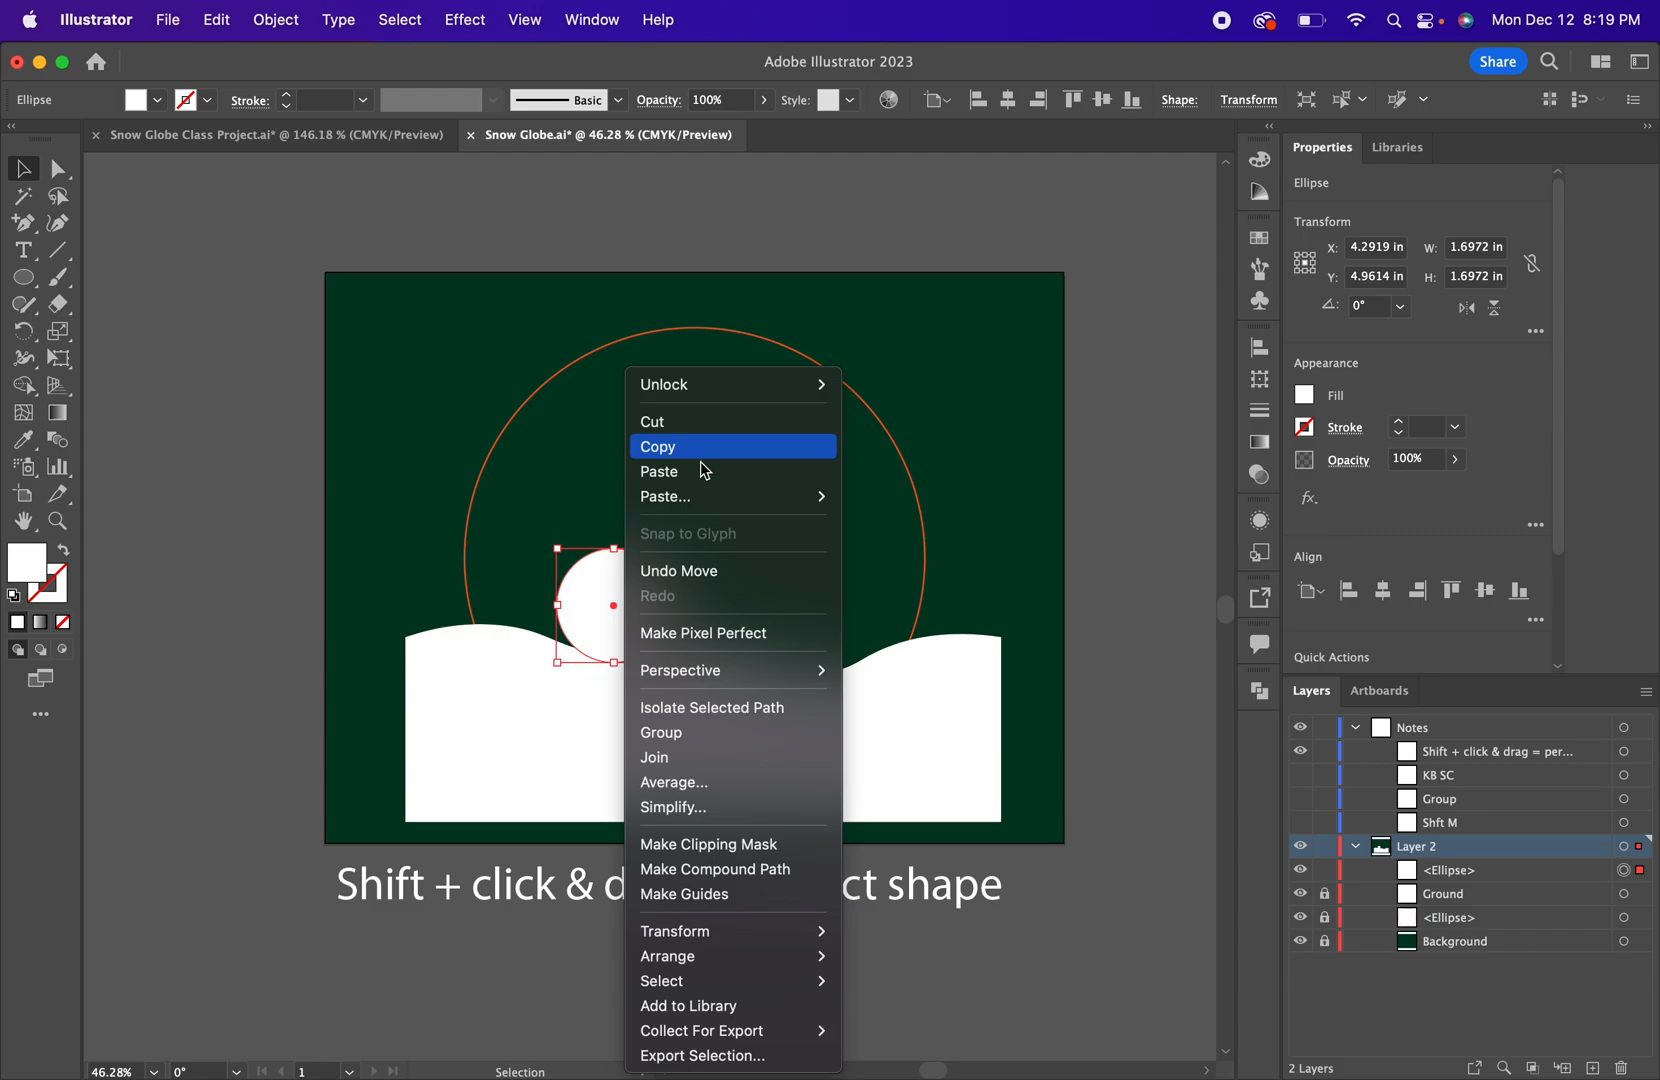 Illustrator File Edit Object Type Select Effect View Window Help Mon Dec 12 8:19 PM
Adobe Illustrator 2023 Share
Ellipse Stroke: Basic Opacity: 100% Style: Shape: Transform
Snow Globe Class Project.ai* @ 146.18 % (CMYK/Preview) Snow Globe.ai* @ 46.28 % (CMYK/Preview)
Properties Libraries
Ellipse
Transform
X: 4.2919 in W: 1.6972 in
Y: 4.9614 in H: 1.6972 in
0°
Appearance
Fill
Stroke
Opacity 100%
fx.
Align
Quick Actions
Unlock
Cut
Copy
Paste
Paste...
Snap to Glyph
Undo Move
Redo
Make Pixel Perfect
Perspective
Isolate Selected Path
Group
Join
Average...
Simplify...
Make Clipping Mask
Make Compound Path
Make Guides
Transform
Arrange
Select
Add to Library
Collect For Export
Export Selection...
Shift + click & d ct shape
Layers Artboards
Notes
Shift + click & drag = per...
KB SC
Group
Shft M
Layer 2
<Ellipse>
Ground
<Ellipse>
Background
2 Layers
46.28% 0° 1 Selection